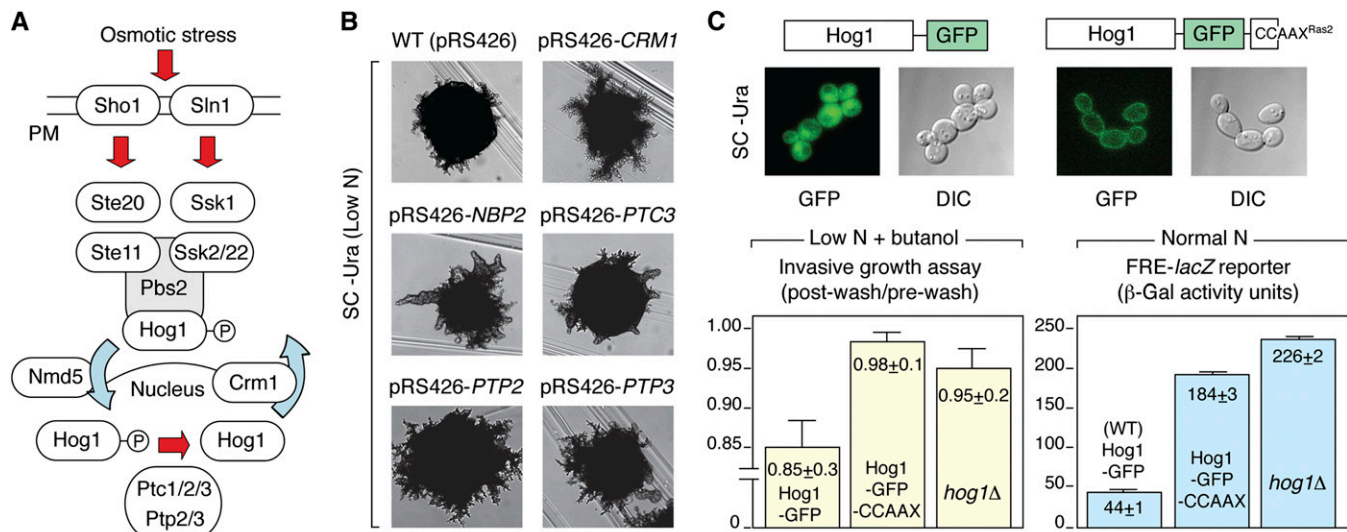 A
Osmotic stress
Sho1
Sln1
PM
Ste20
Ssk1
Ste11
Ssk2/22
Pbs2
Hog1
P
Nmd5
Nucleus
Crm1
Hog1
P
Hog1
Ptc1/2/3
Ptp2/3
B
SC -Ura (Low N)
WT (pRS426)
pRS426-CRM1
pRS426-NBP2
pRS426-PTC3
pRS426-PTP2
pRS426-PTP3
C
Hog1
GFP
Hog1
GFP
CCAAX^Ras2
SC -Ura
GFP
DIC
GFP
DIC
Low N + butanol
Invasive growth assay
(post-wash/pre-wash)
1.00
0.95
0.90
0.85
0
0.85±0.3
Hog1
-GFP
0.98±0.1
Hog1
-GFP
-CCAAX
0.95±0.2
hog1Δ
Normal N
FRE-lacZ reporter
(β-Gal activity units)
250
200
150
100
50
0
(WT)
Hog1
-GFP
44±1
184±3
Hog1
-GFP
-CCAAX
226±2
hog1Δ